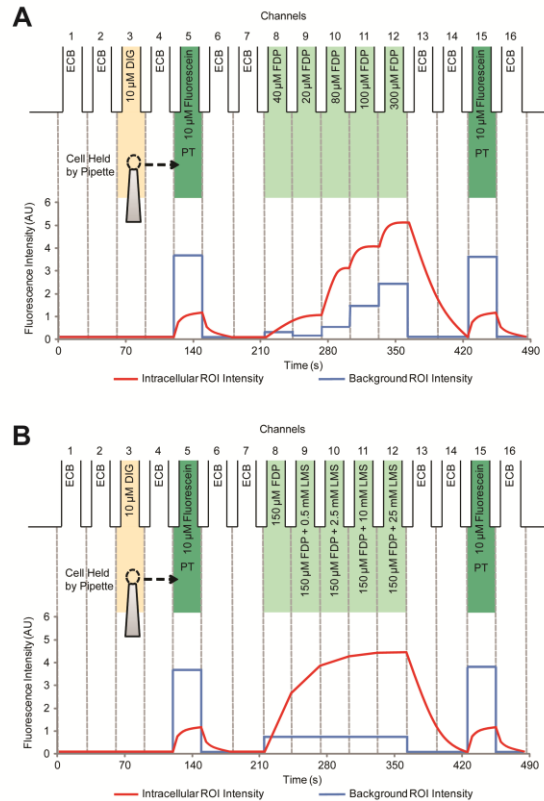 A
Channels
1 2 3 4 5 6 7 8 9 10 11 12 13 14 15 16
ECB
ECB
10 µM DIG
ECB
10 µM Fluorescein
PT
ECB
ECB
40 µM FDP
20 µM FDP
80 µM FDP
100 µM FDP
300 µM FDP
ECB
ECB
10 µM Fluorescein
PT
ECB
Cell Held
by Pipette
Fluorescence Intensity (AU)
6
5
4
3
2
1
0
0 70 140 210 280 350 420 490
Time (s)
Intracellular ROI Intensity Background ROI Intensity
B
Channels
1 2 3 4 5 6 7 8 9 10 11 12 13 14 15 16
ECB
ECB
10 µM DIG
ECB
10 µM Fluorescein
PT
ECB
ECB
150 µM FDP
150 µM FDP + 0.5 mM LMS
150 µM FDP + 2.5 mM LMS
150 µM FDP + 10 mM LMS
150 µM FDP + 25 mM LMS
ECB
ECB
10 µM Fluorescein
PT
ECB
Cell Held
by Pipette
Fluorescence Intensity (AU)
6
5
4
3
2
1
0
0 70 140 210 280 350 420 490
Time (s)
Intracellular ROI Intensity Background ROI Intensity